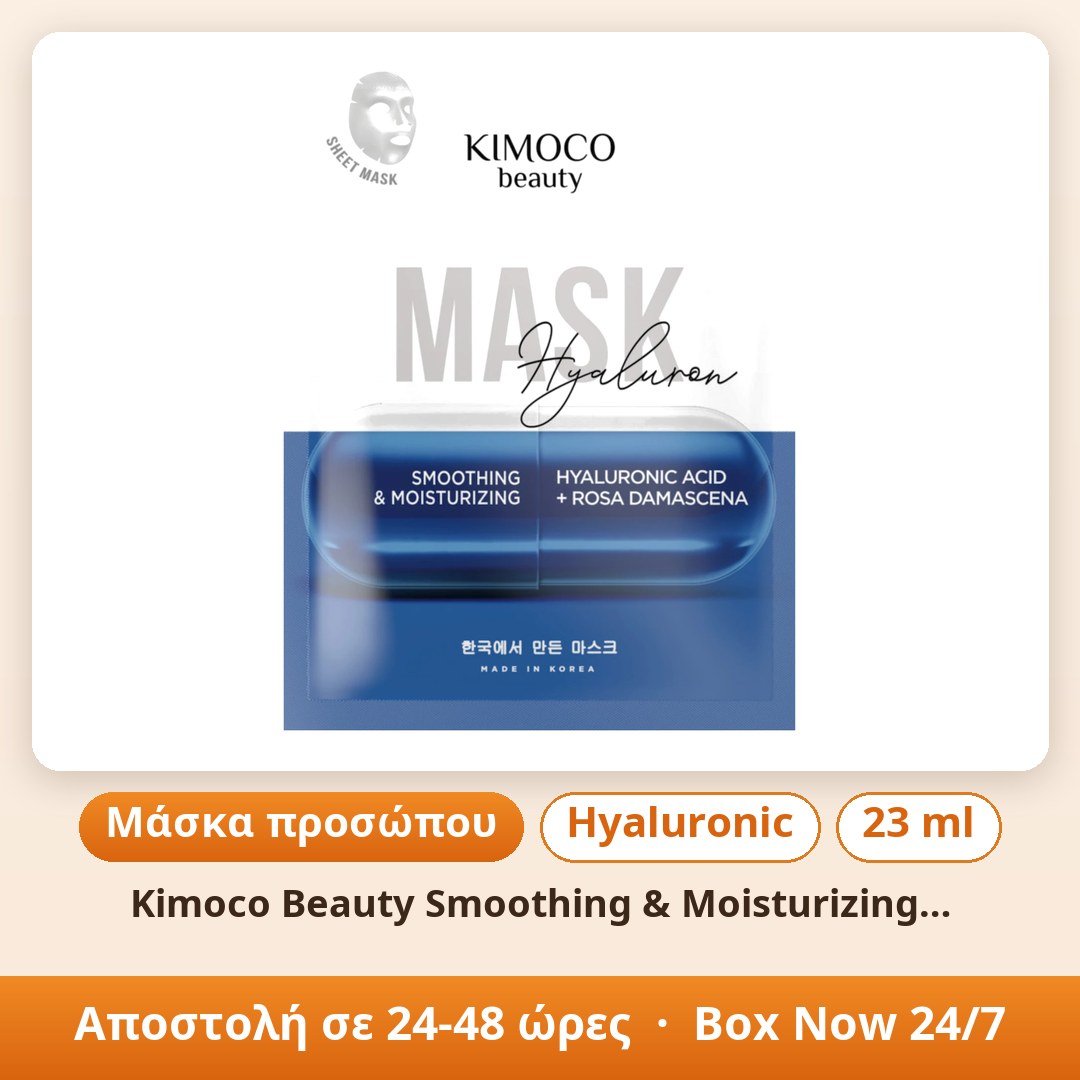 SHEET MASK
KIMOCO
beauty
MASK
Hyaluron
SMOOTHING
& MOISTURIZING
HYALURONIC ACID
+ ROSA DAMASCENA
한국에서 만든 마스크
MADE IN KOREA
Μάσκα προσώπου
Hyaluronic
23 ml
Kimoco Beauty Smoothing & Moisturizing...
Αποστολή σε 24-48 ώρες · Box Now 24/7